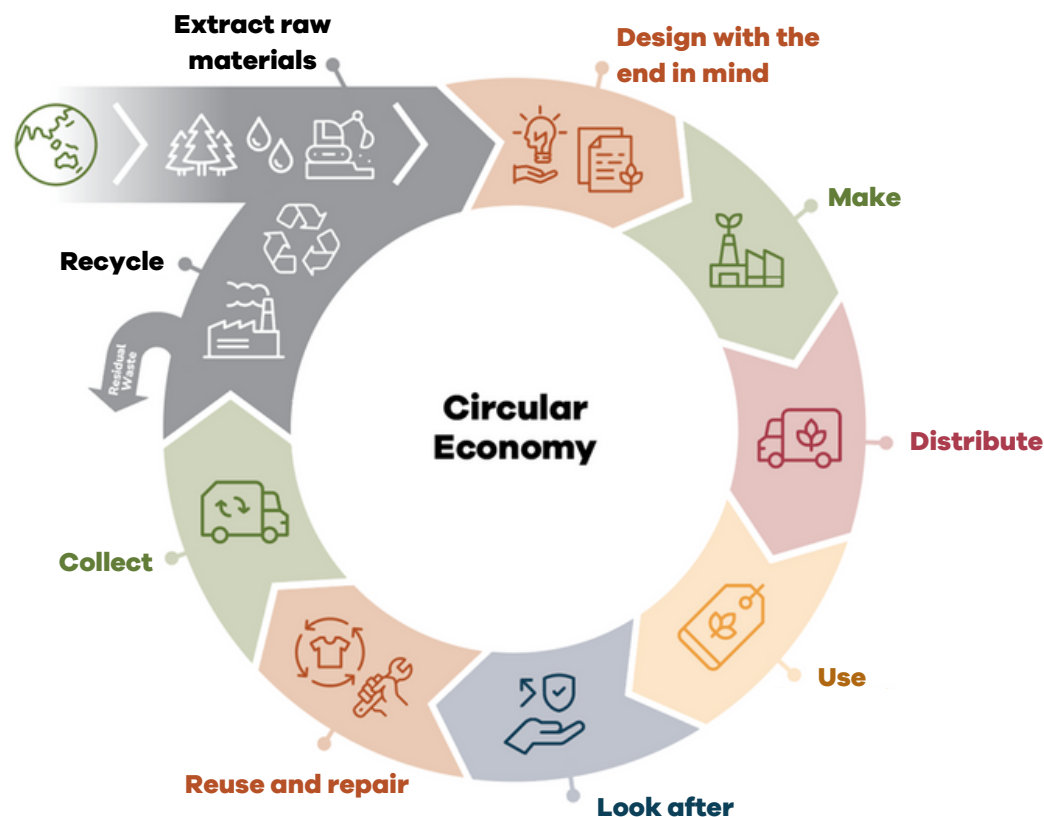 Extract raw
materials
Design with the
end in mind
Make
Recycle
Residual
Waste
Circular
Economy
Distribute
Collect
Use
Reuse and repair
Look after